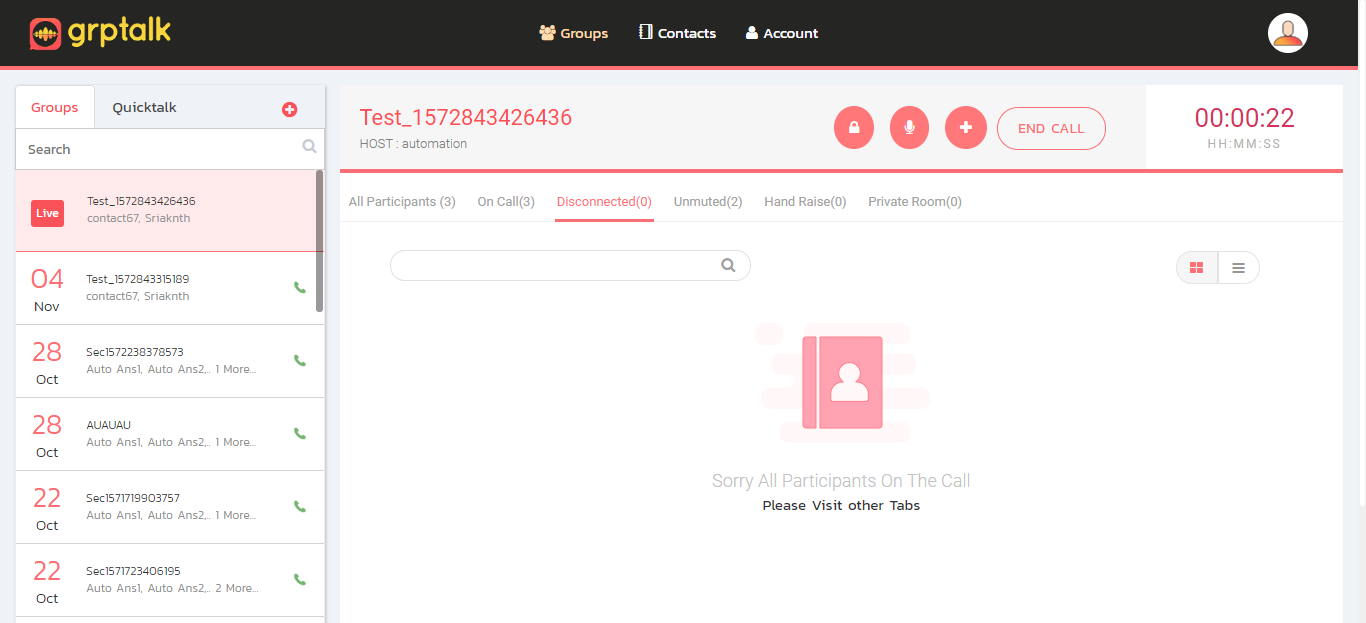 grptalk
Groups
Contacts
Account
Groups
Quicktalk
Search
Live
Test_1572843426436
contact67, Sriaknth
04
Nov
Test_1572843315189
contact67, Sriaknth
28
Oct
Sec1572238378573
Auto Ans1, Auto Ans2,.. 1 More...
28
Oct
AUAUAU
Auto Ans1, Auto Ans2,.. 1 More...
22
Oct
Sec1571719903757
Auto Ans1, Auto Ans2,.. 1 More...
22
Oct
Sec1571723406195
Auto Ans1, Auto Ans2,.. 2 More...
Test_1572843426436
HOST : automation
END CALL
00:00:22
HH:MM:SS
All Participants (3)
On Call(3)
Disconnected(0)
Unmuted(2)
Hand Raise(0)
Private Room(0)
Sorry All Participants On The Call
Please Visit other Tabs